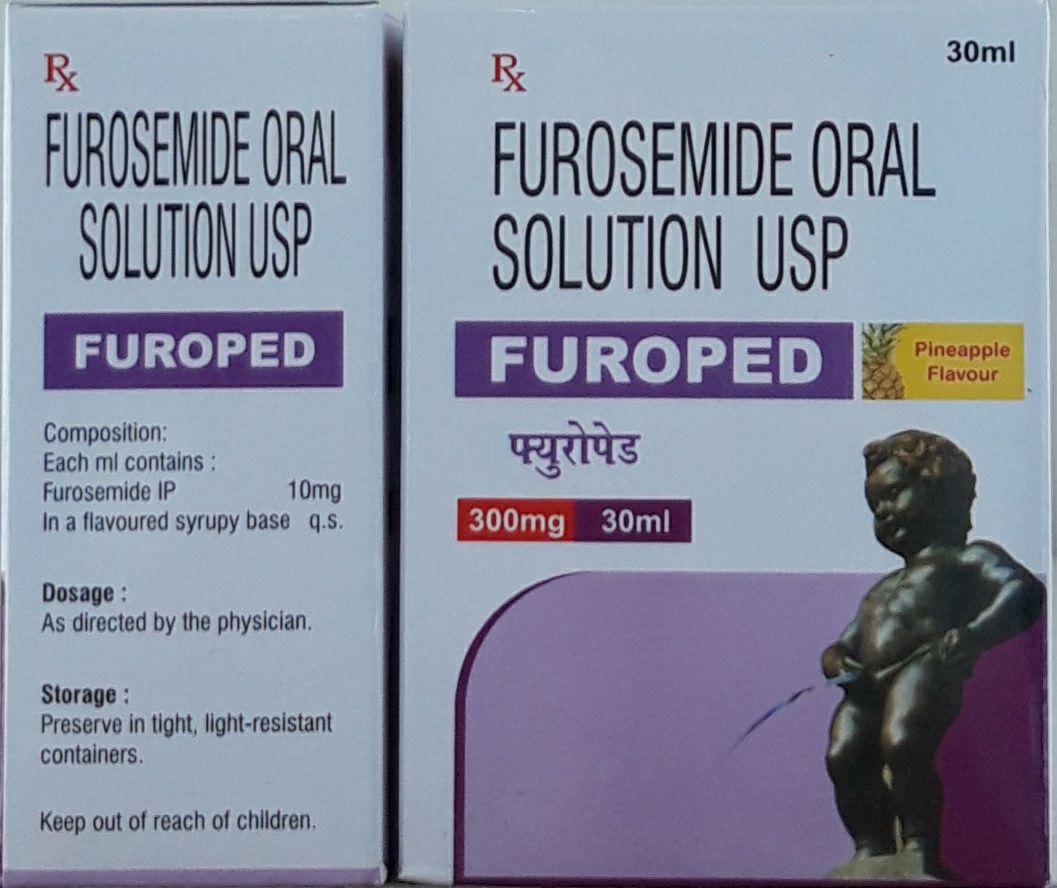 Rx
FUROSEMIDE ORAL
SOLUTION USP
FUROPED
Composition:
Each ml contains :
Furosemide IP 10mg
In a flavoured syrupy base q.s.
Dosage :
As directed by the physician.
Storage :
Preserve in tight, light-resistant
containers.
Keep out of reach of children.
30ml
Rx
FUROSEMIDE ORAL
SOLUTION USP
FUROPED
Pineapple
Flavour
फ्युरोपेड
300mg 30ml